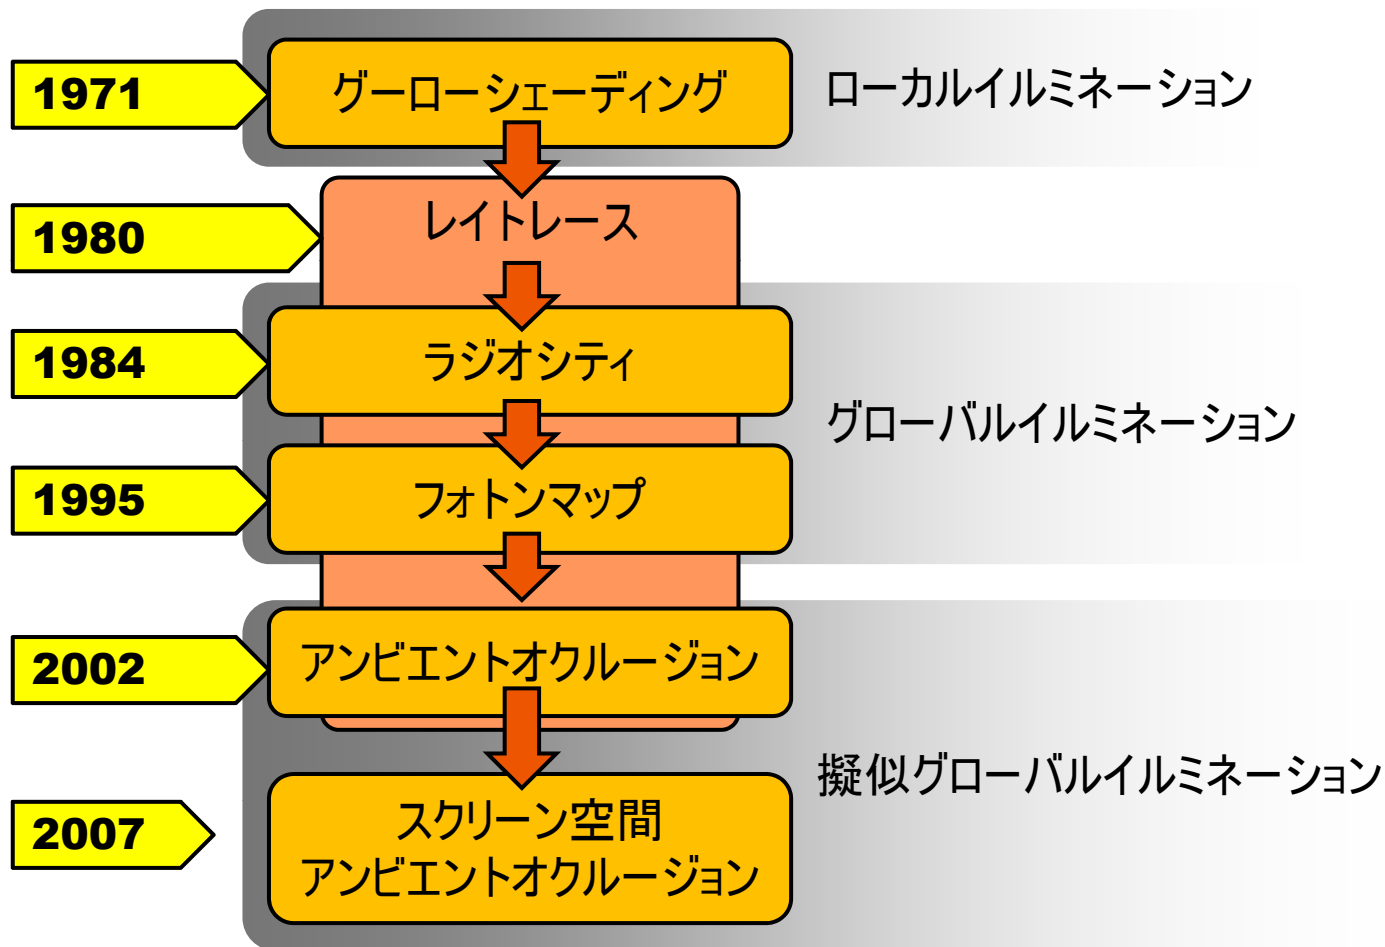 1971
グーローシェーディング
ローカルイルミネーション
1980
レイトレース
1984
ラジオシティ
グローバルイルミネーション
1995
フォトンマップ
2002
アンビエントオクルージョン
擬似グローバルイルミネーション
2007
スクリーン空間
アンビエントオクルージョン